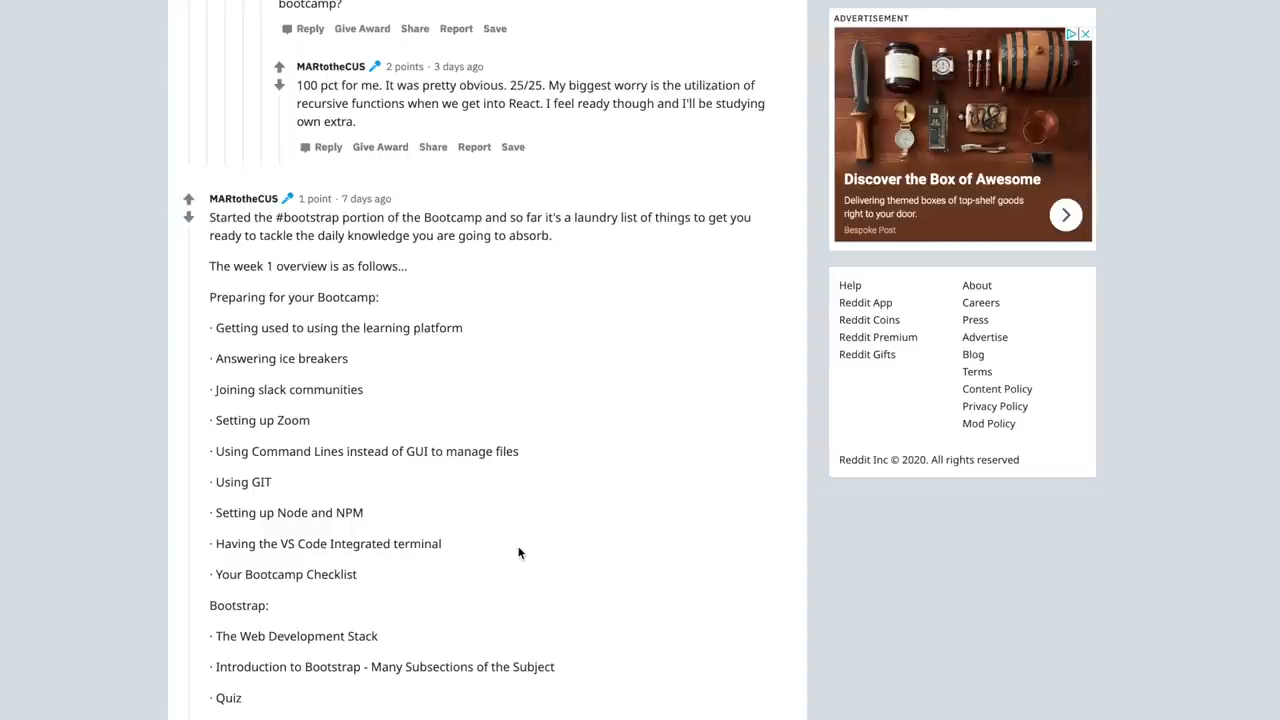 bootcamp?
Reply Give Award Share Report Save
MARtotheCUS 2 points · 3 days ago
100 pct for me. It was pretty obvious. 25/25. My biggest worry is the utilization of
recursive functions when we get into React. I feel ready though and I'll be studying
own extra.
Reply Give Award Share Report Save
MARtotheCUS 1 point · 7 days ago
Started the #bootstrap portion of the Bootcamp and so far it's a laundry list of things to get you
ready to tackle the daily knowledge you are going to absorb.
The week 1 overview is as follows...
Preparing for your Bootcamp:
· Getting used to using the learning platform
· Answering ice breakers
· Joining slack communities
· Setting up Zoom
· Using Command Lines instead of GUI to manage files
· Using GIT
· Setting up Node and NPM
· Having the VS Code Integrated terminal
· Your Bootcamp Checklist
Bootstrap:
· The Web Development Stack
· Introduction to Bootstrap - Many Subsections of the Subject
· Quiz
ADVERTISEMENT
Discover the Box of Awesome
Delivering themed boxes of top-shelf goods
right to your door.
Bespoke Post
Help About
Reddit App Careers
Reddit Coins Press
Reddit Premium Advertise
Reddit Gifts Blog
Terms
Content Policy
Privacy Policy
Mod Policy
Reddit Inc © 2020. All rights reserved